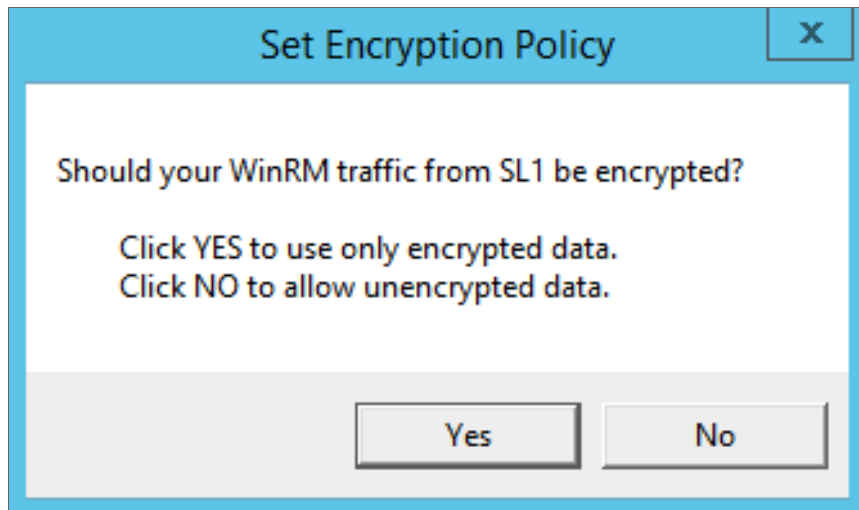 Set Encryption Policy
x
Should your WinRM traffic from SL1 be encrypted?
Click YES to use only encrypted data.
Click NO to allow unencrypted data.
Yes
No